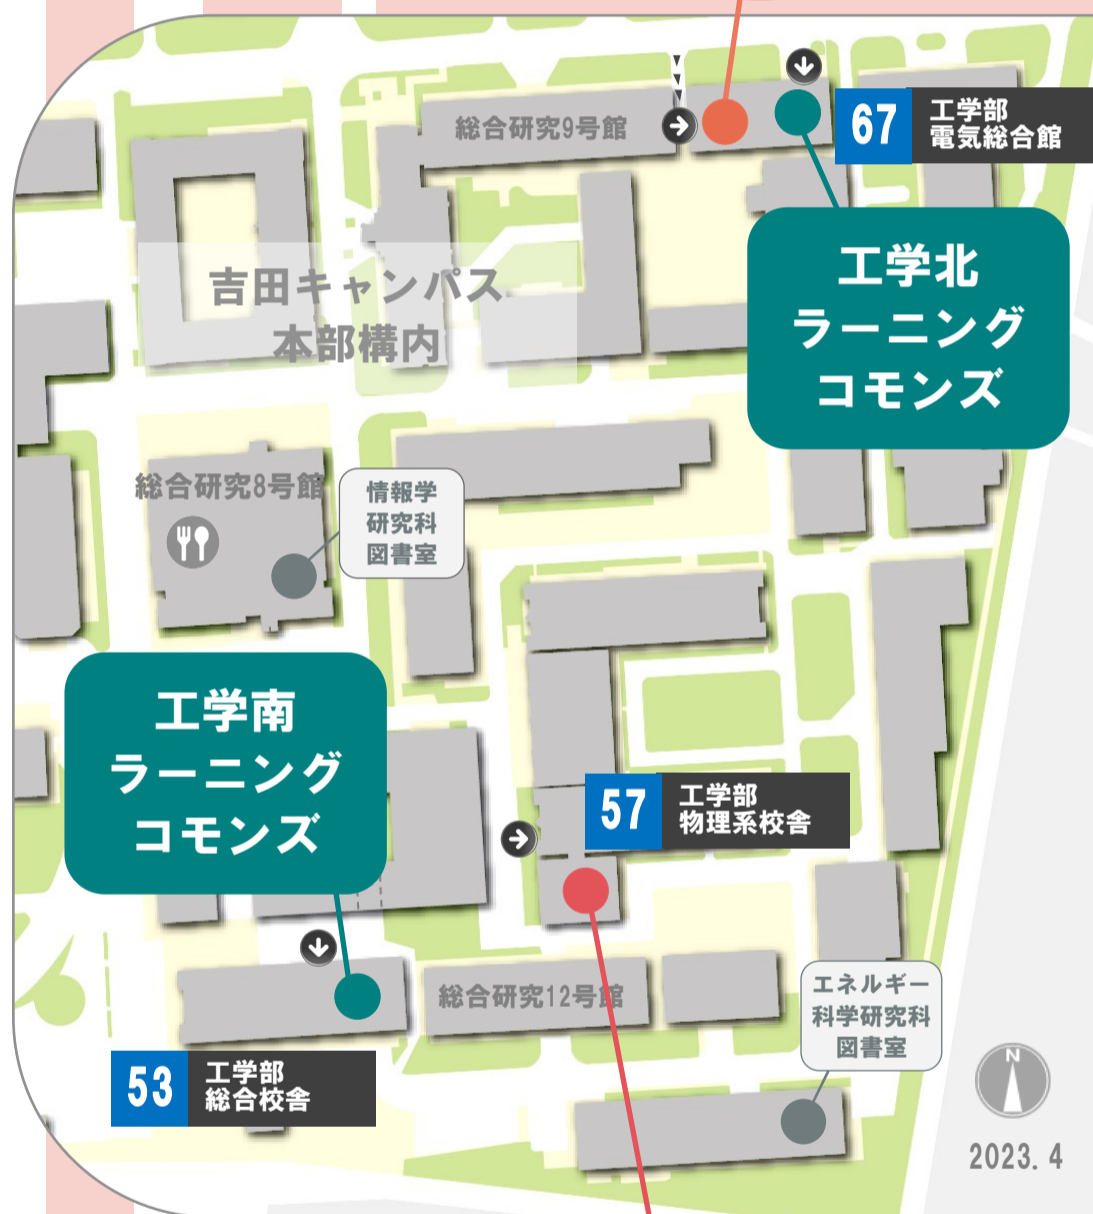 総合研究9号館
67
工学部
電気総合館
工学北
ラーニング
コモンズ
吉田キャンパス
本部構内
総合研究8号館
情報学
研究科
図書室
工学南
ラーニング
コモンズ
57
工学部
物理系校舎
総合研究12号館
エネルギー
科学研究科
図書室
53
工学部
総合校舎
N
2023. 4